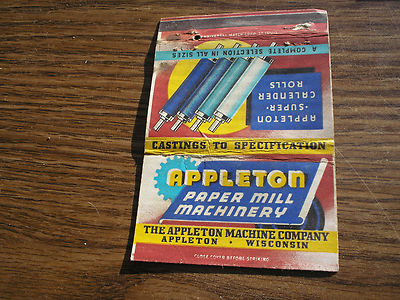 A COMPLETE SELECTION IN ALL SIZES
APPLETON
·SUPER·
CALENDER
ROLLS
CASTINGS TO SPECIFICATION
APPLETON
PAPER MILL
MACHINERY
THE APPLETON MACHINE COMPANY
APPLETON · WISCONSIN
CLOSE COVER BEFORE STRIKING